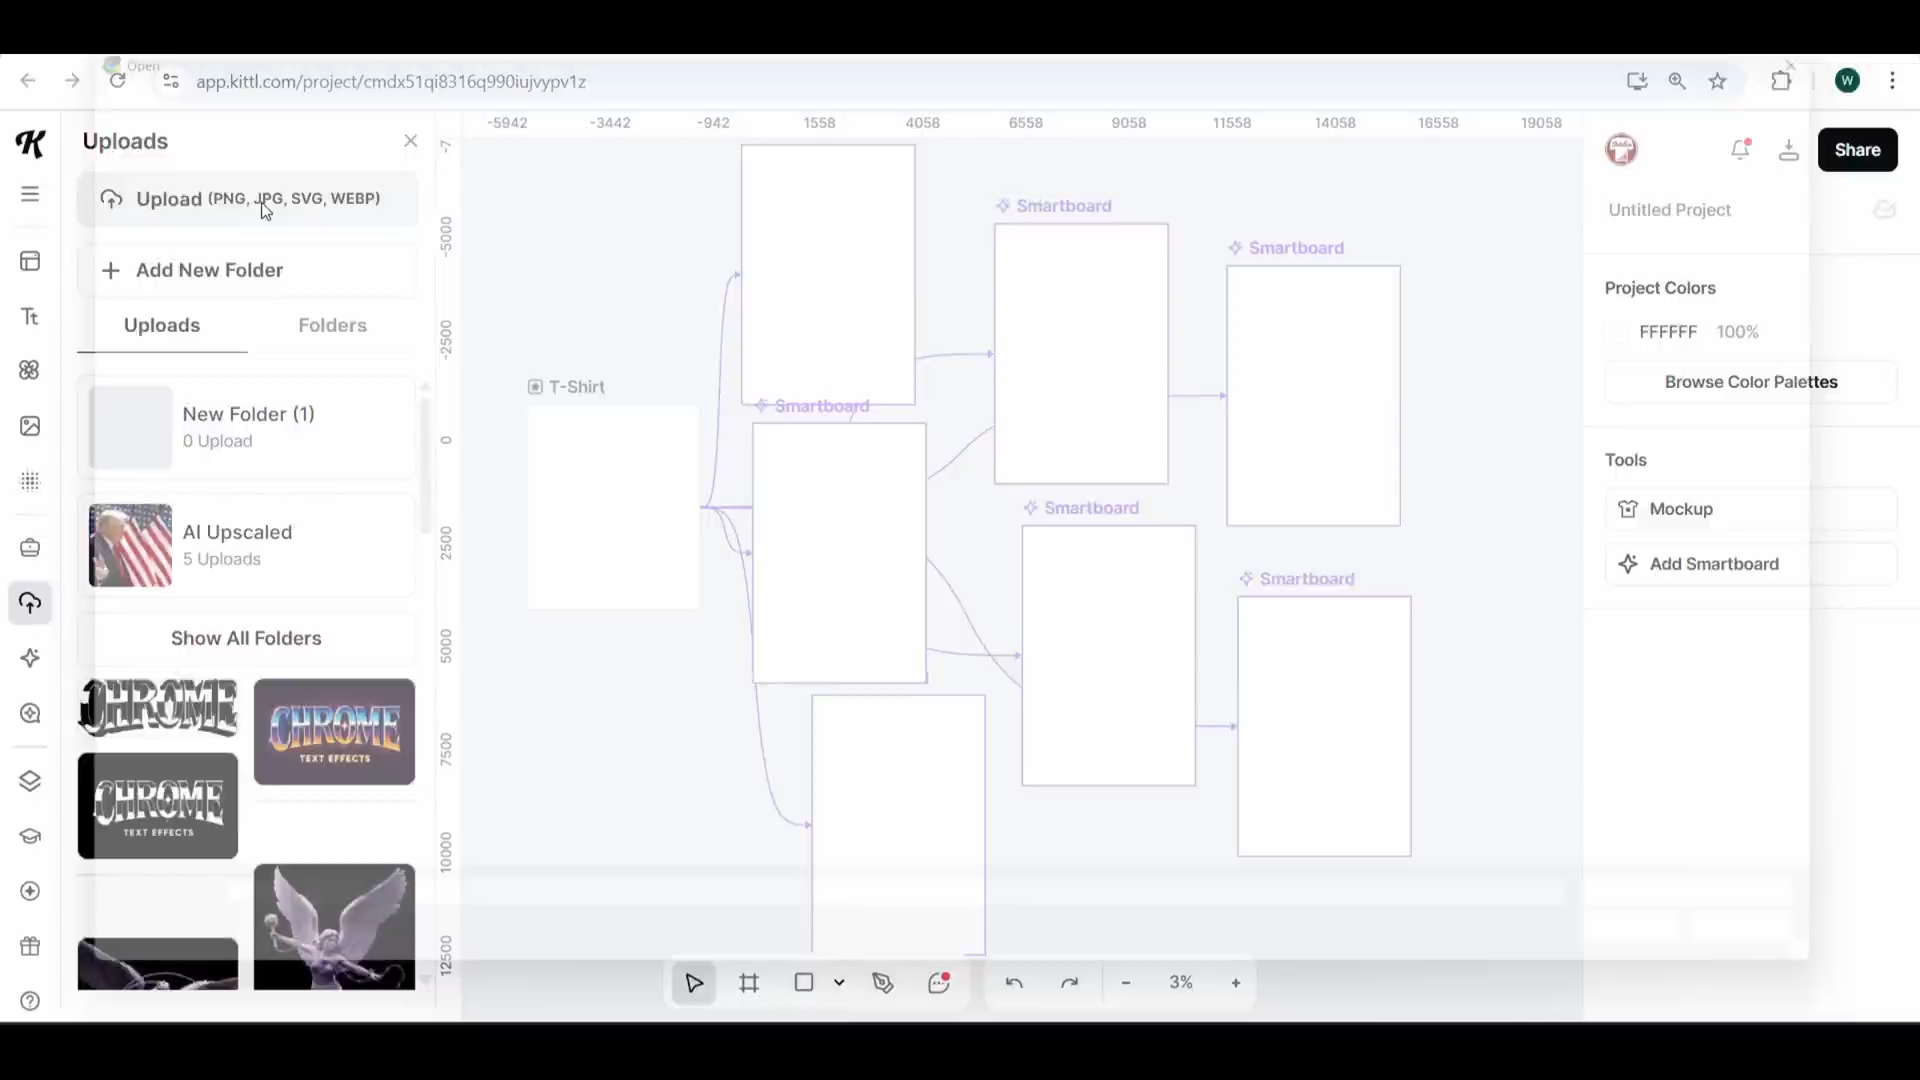 Open
app.kittl.com/project/cmdx51qi8316q990iujvypv1z
W
K
Uploads
Upload (PNG, JPG, SVG, WEBP)
Add New Folder
Uploads
Folders
New Folder (1)
0 Upload
AI Upscaled
5 Uploads
Show All Folders
CHROME
CHROME
TEXT EFFECTS
CHROME
TEXT EFFECTS
Tt
-5942
-3442
-942
1558
4058
6558
9058
11558
14058
16558
19058
-7
-5000
-2500
0
2500
5000
7500
10000
12500
T-Shirt
Smartboard
Smartboard
Smartboard
Smartboard
Smartboard
3%
Share
Untitled Project
Project Colors
FFFFFF 100%
Browse Color Palettes
Tools
Mockup
Add Smartboard